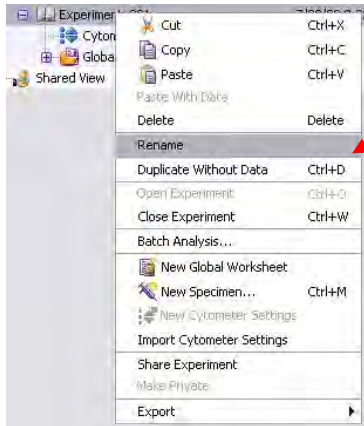 Experimen
Cyton
Globa
Shared View
Cut Ctrl+X
Copy Ctrl+C
Paste Ctrl+V
Paste With Data
Delete Delete
Rename
Duplicate Without Data Ctrl+D
Open Experiment Ctrl+O
Close Experiment Ctrl+W
Batch Analysis...
New Global Worksheet
New Specimen... Ctrl+M
New Cytometer Settings
Import Cytometer Settings
Share Experiment
Make Private
Export